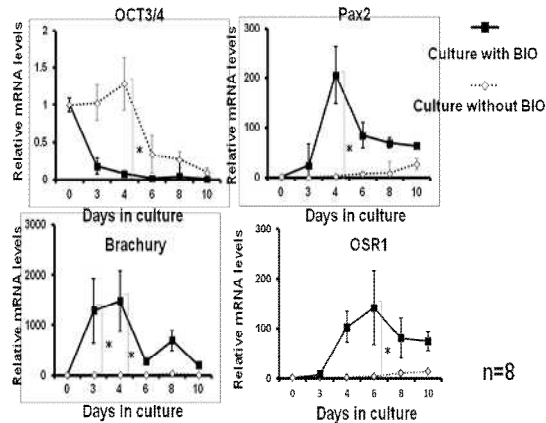 OCT3/4
Relative mRNA levels
2
1.5
1
0.5
0
*
0 3 4 6 8 10
Days in culture
Pax2
Relative mRNA levels
300
200
100
0
*
0 3 4 6 8 10
Days in culture
Culture with BIO
Culture without BIO
Brachury
Relative mRNA levels
3000
2000
1000
0
* *
0 3 4 6 8 10
Days in culture
OSR1
Relative mRNA levels
300
200
100
0
*
0 3 4 6 8 10
Days in culture
n=8